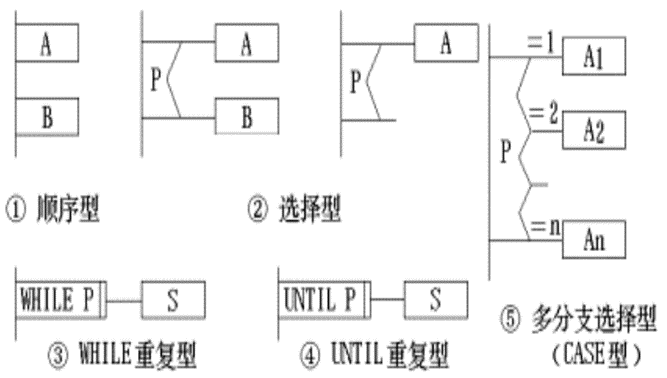 A
B
P
A
B
P
A
P
=1
A1
=2
A2
=n
An
① 顺序型
② 选择型
WHILE P
S
UNTIL P
S
③ WHILE重复型
④ UNTIL重复型
⑤ 多分支选择型
(CASE型)